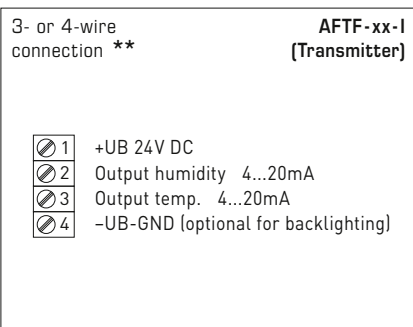 3- or 4-wire AFTF-xx-I
connection ** (Transmitter)
1 +UB 24V DC
2 Output humidity 4...20mA
3 Output temp. 4...20mA
4 –UB-GND (optional for backlighting)